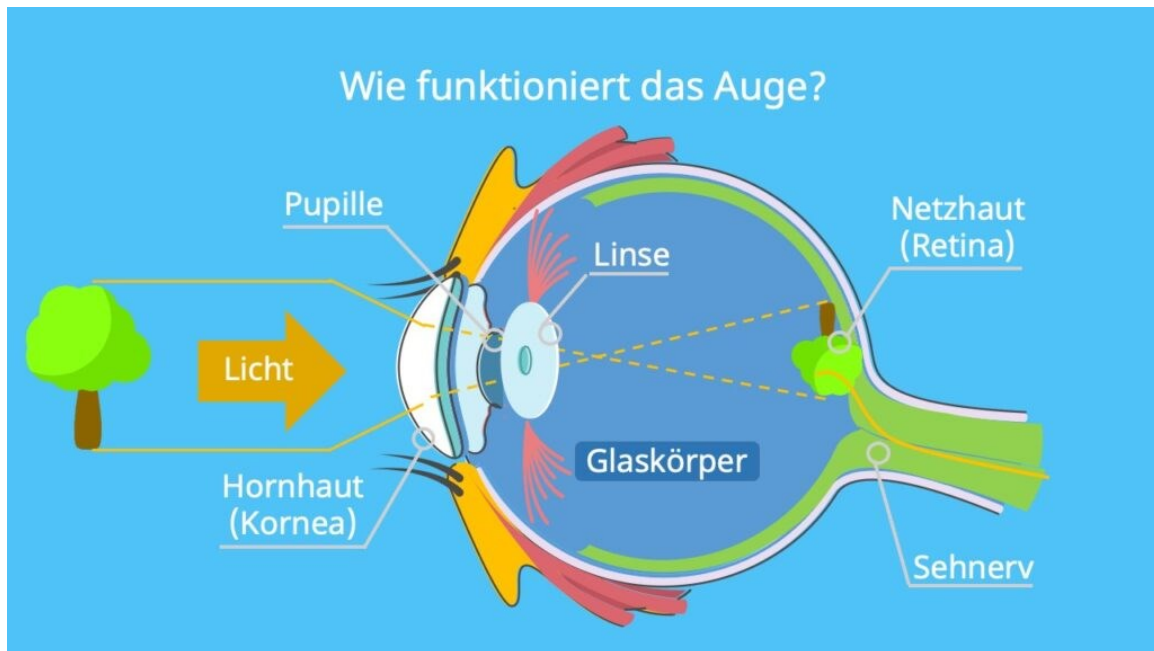 Wie funktioniert das Auge?
Pupille
Linse
Netzhaut
(Retina)
Licht
Glaskörper
Hornhaut
(Kornea)
Sehnerv